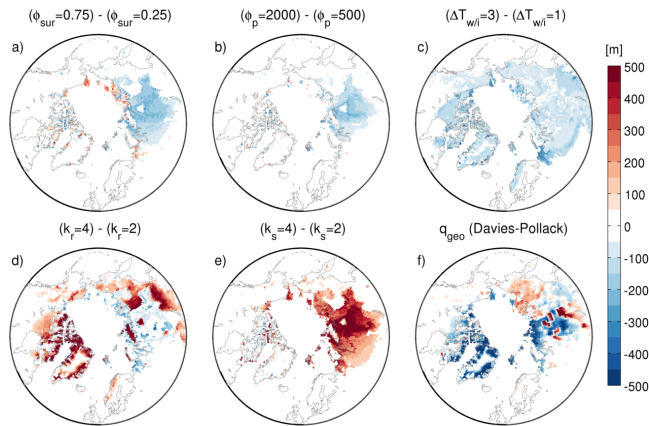 (ϕsur=0.75) - (ϕsur=0.25)
(ϕp=2000) - (ϕp=500)
(ΔTw/i=3) - (ΔTw/i=1)
a)
b)
c)
[m]
500
400
300
200
100
0
-100
-200
-300
-400
-500
(kr=4) - (kr=2)
(ks=4) - (ks=2)
qgeo (Davies-Pollack)
d)
e)
f)